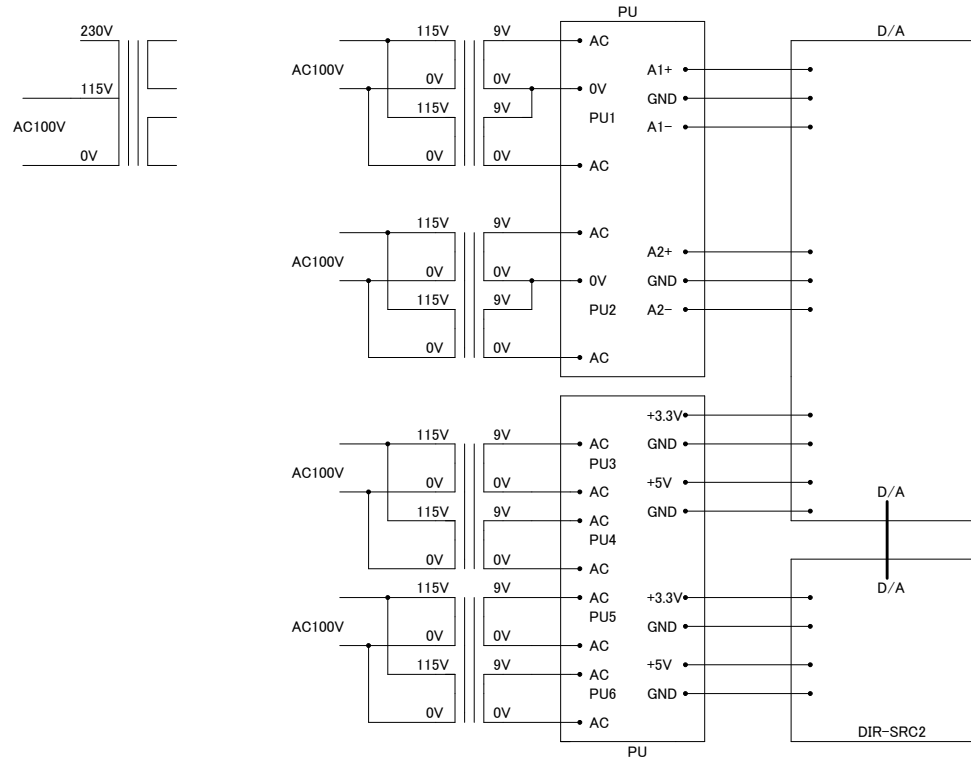 PU
230V
115V
9V
D/A
AC
AC100V
A1+
115V
0V
0V
0V
GND
AC100V
115V
9V
PU1
A1-
0V
0V
0V
AC
115V
9V
AC
A2+
AC100V
0V
0V
0V
GND
115V
9V
PU2
A2-
0V
0V
AC
+3.3V
115V
9V
AC
GND
PU3
AC100V
+5V
0V
0V
AC
D/A
115V
9V
AC
GND
PU4
0V
0V
AC
D/A
115V
9V
AC
+3.3V
PU5
AC100V
GND
0V
0V
AC
+5V
115V
9V
AC
PU6
GND
0V
0V
AC
DIR-SRC2
PU